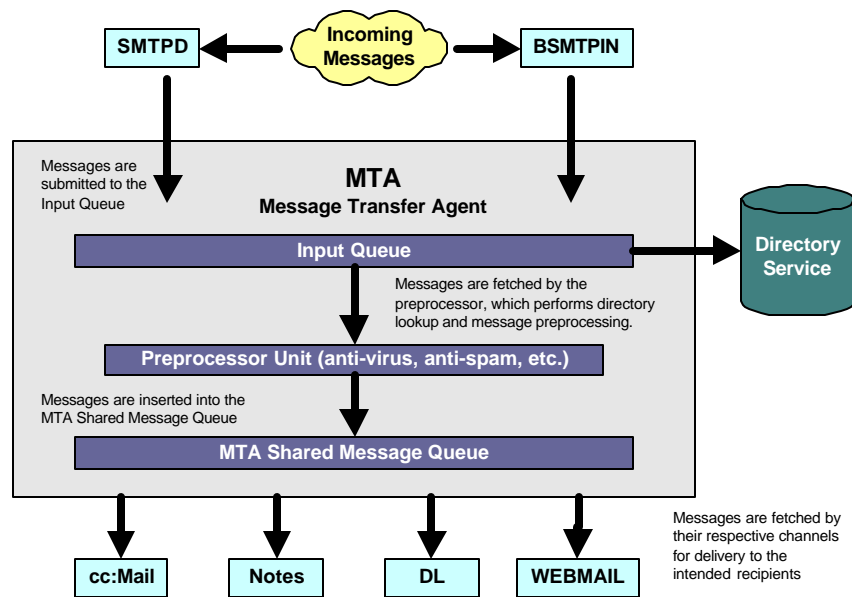 Incoming
Messages
SMTPD
BSMTPIN
Messages are
submitted to the
Input Queue
MTA
Message Transfer Agent
Input Queue
Directory
Service
Messages are fetched by the
preprocessor, which performs directory
lookup and message preprocessing.
Preprocessor Unit (anti-virus, anti-spam, etc.)
Messages are inserted into the
MTA Shared Message Queue
MTA Shared Message Queue
Messages are fetched by
their respective channels
for delivery to the
intended recipients
cc:Mail
Notes
DL
WEBMAIL